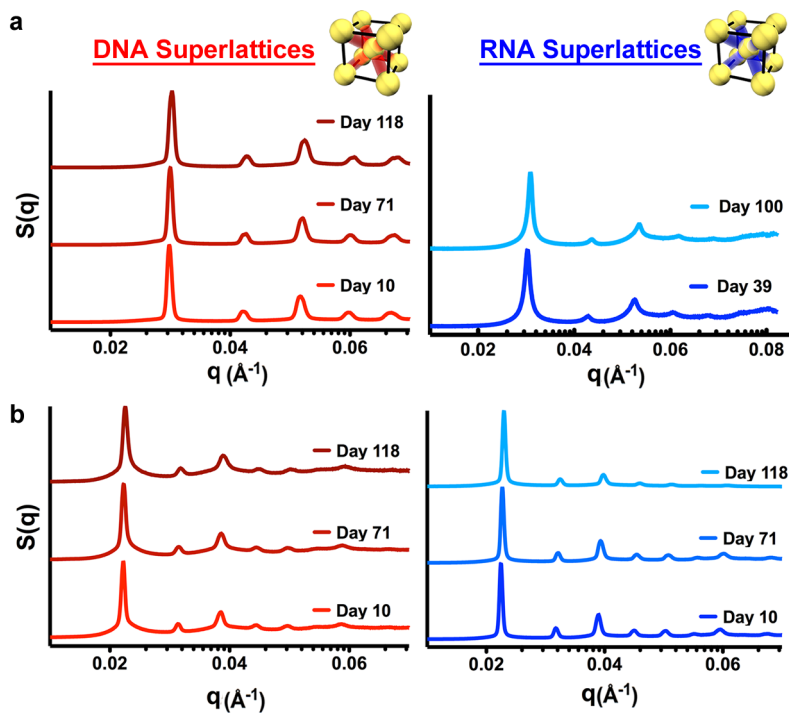 a
DNA Superlattices
RNA Superlattices
Day 118
Day 71
Day 10
S(q)
0.02 0.04 0.06
q (Å-1)
Day 100
Day 39
0.02 0.04 0.06 0.08
q (Å-1)
b
Day 118
Day 71
Day 10
S(q)
0.02 0.04 0.06
q (Å-1)
Day 118
Day 71
Day 10
0.02 0.04 0.06
q (Å-1)